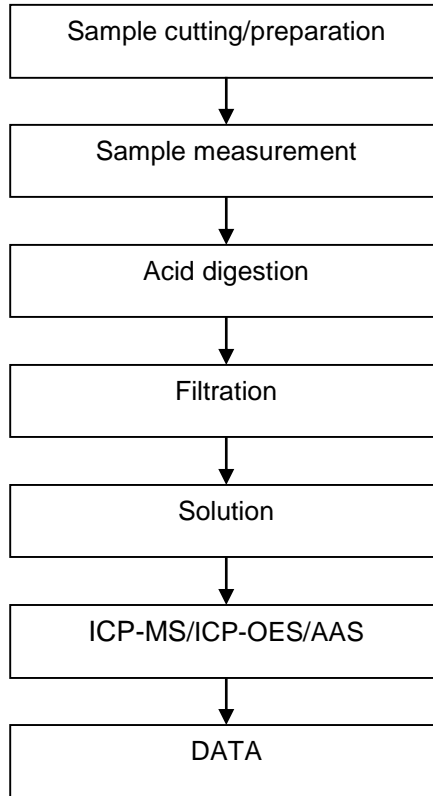 Sample cutting/preparation
Sample measurement
Acid digestion
Filtration
Solution
ICP-MS/ICP-OES/AAS
DATA